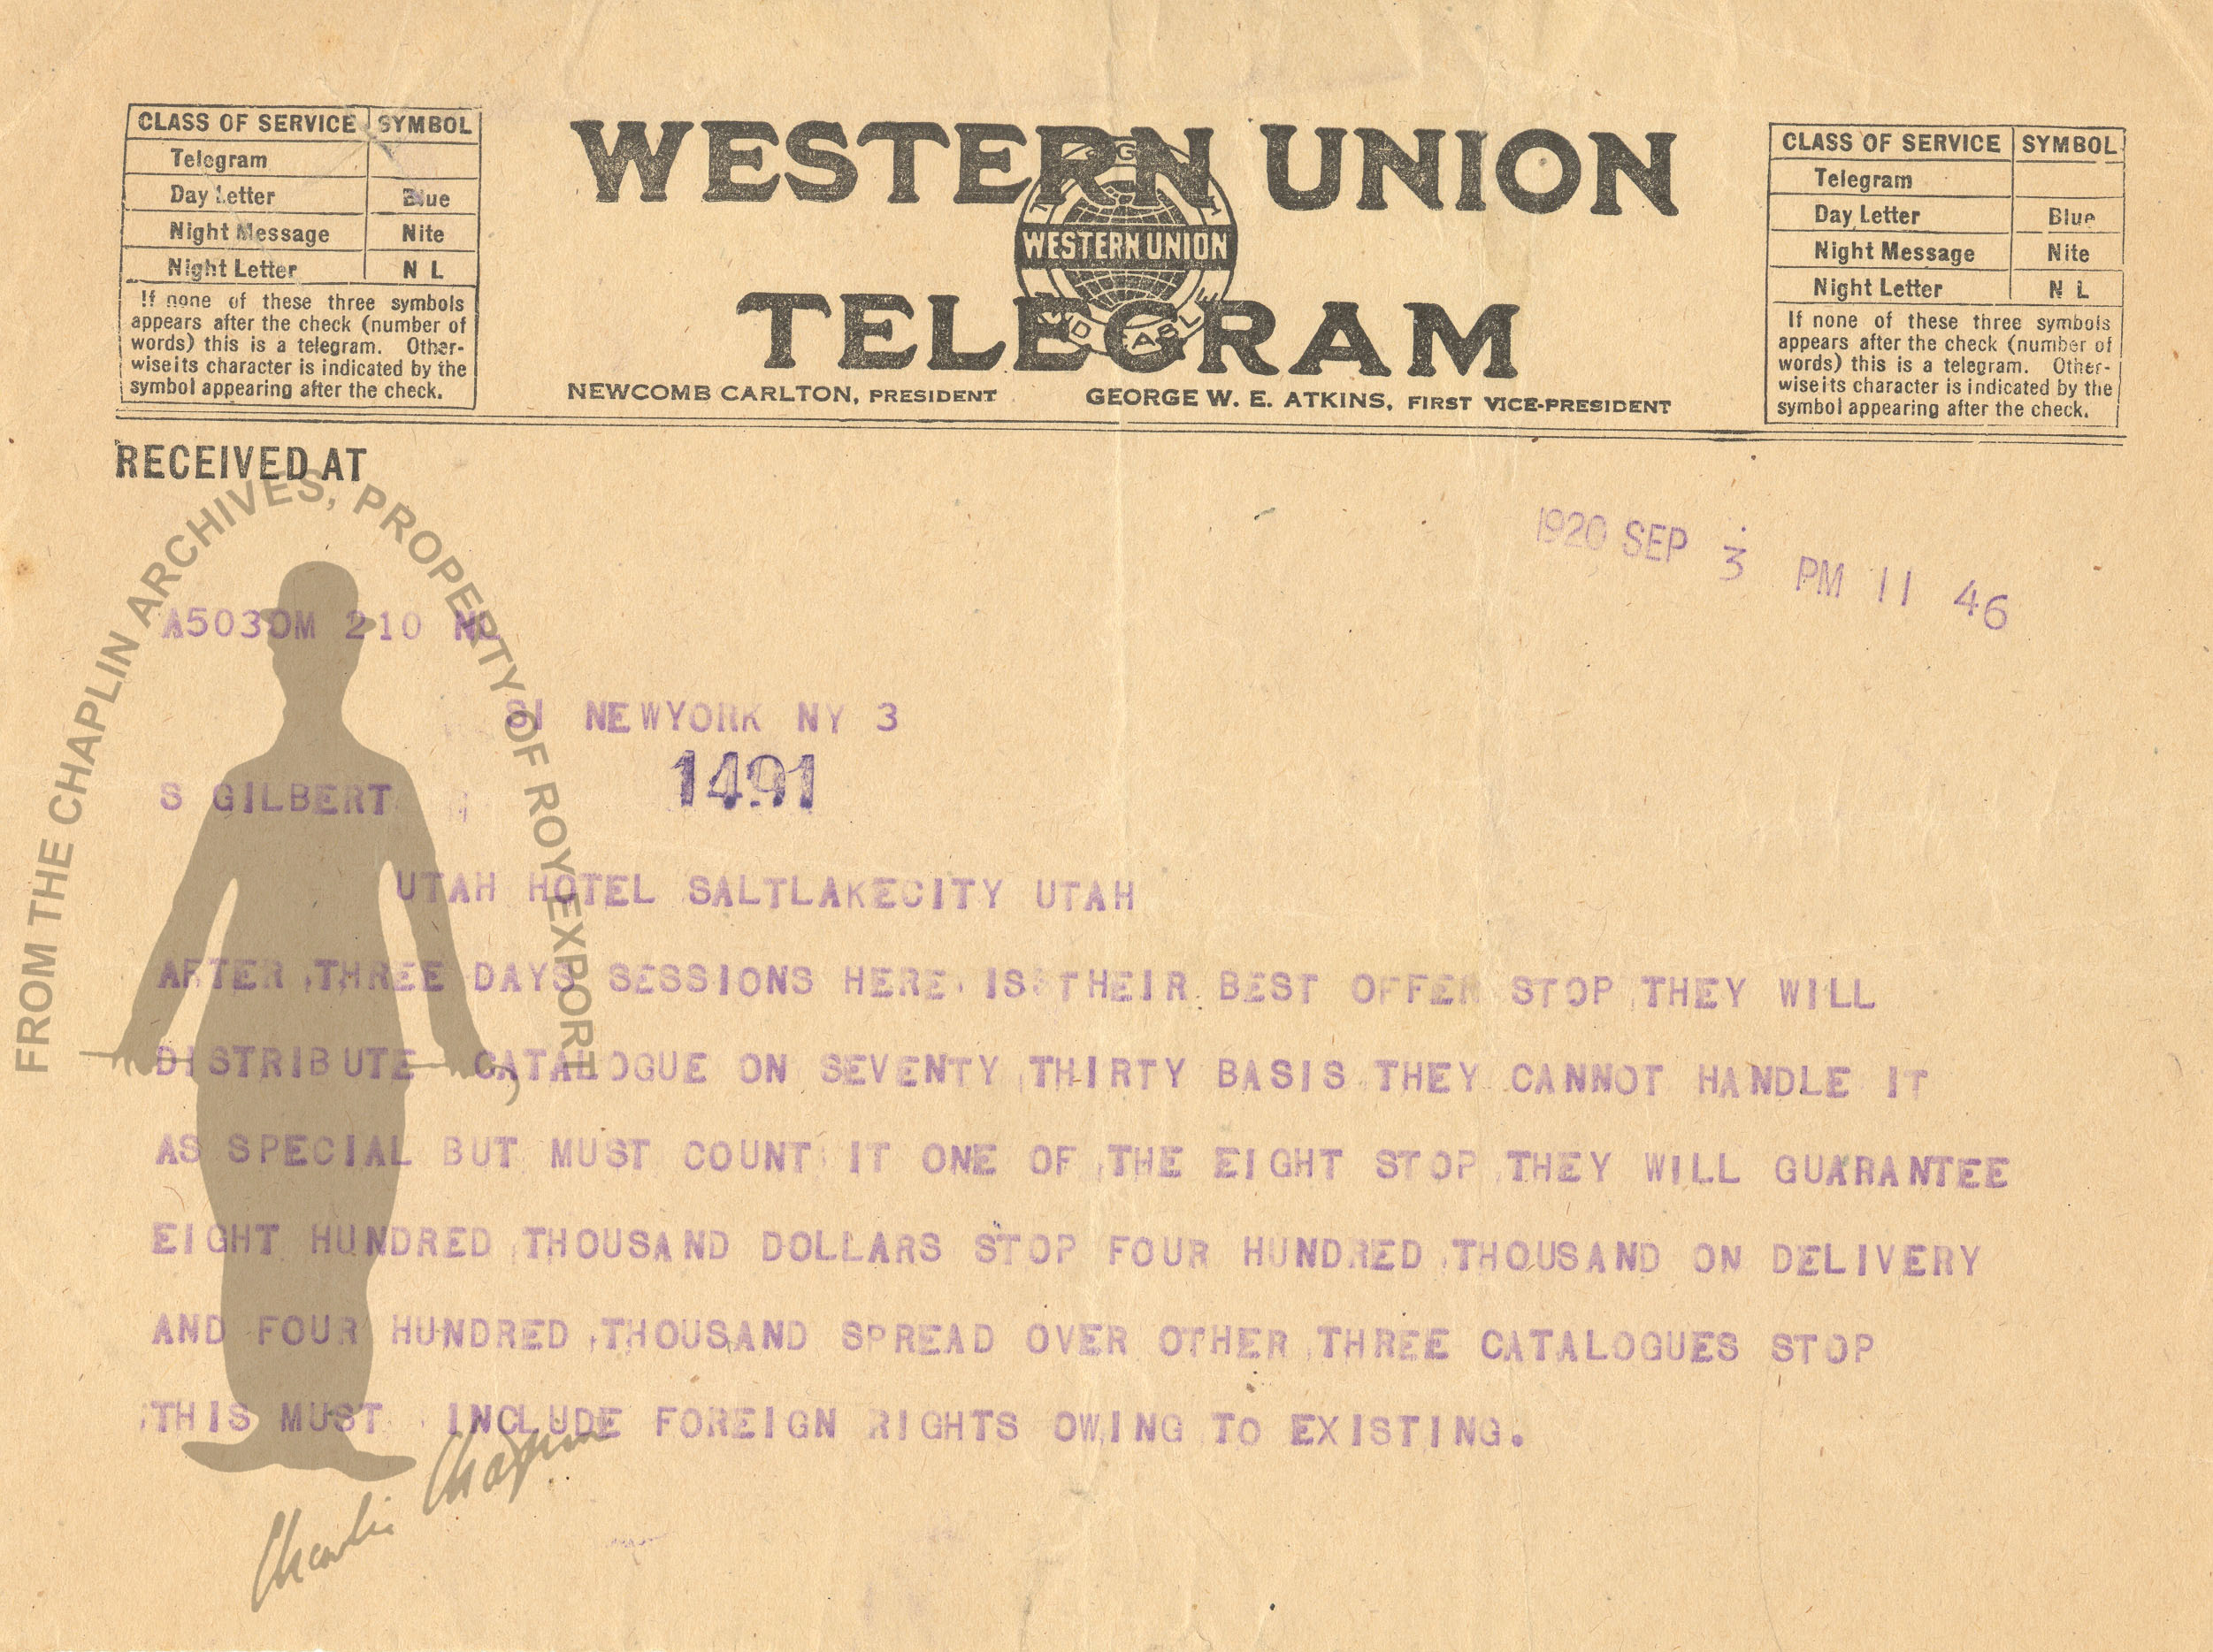 CLASS OF SERVICE SYMBOL
Telegram
Day Letter Blue
Night Message Nite
Night Letter N L
If none of these three symbols
appears after the check (number of
words) this is a telegram. Other-
wise its character is indicated by the
symbol appearing after the check.
WESTERN UNION
WESTERN UNION
TELEGRAM
NEWCOMB CARLTON, PRESIDENT GEORGE W. E. ATKINS, FIRST VICE-PRESIDENT
CLASS OF SERVICE SYMBOL
Telegram
Day Letter Blue
Night Message Nite
Night Letter N L
If none of these three symbols
appears after the check (number of
words) this is a telegram. Other-
wise its character is indicated by the
symbol appearing after the check.
RECEIVED AT
FROM THE CHAPLIN ARCHIVES, PROPERTY OF ROY EXPORT
1920 SEP 3 PM 11 46
A503OM 210 NL
SI NEWYORK NY 3
1491
S GILBERT
UTAH HOTEL SALTLAKECITY UTAH
AFTER THREE DAYS SESSIONS HERE IS THEIR BEST OFFER STOP THEY WILL
DISTRIBUTE CATALOGUE ON SEVENTY THIRTY BASIS THEY CANNOT HANDLE IT
AS SPECIAL BUT MUST COUNT IT ONE OF THE EIGHT STOP THEY WILL GUARANTEE
EIGHT HUNDRED THOUSAND DOLLARS STOP FOUR HUNDRED THOUSAND ON DELIVERY
AND FOUR HUNDRED THOUSAND SPREAD OVER OTHER THREE CATALOGUES STOP
THIS MUST INCLUDE FOREIGN RIGHTS OWING TO EXISTING.
Charlie Chaplin